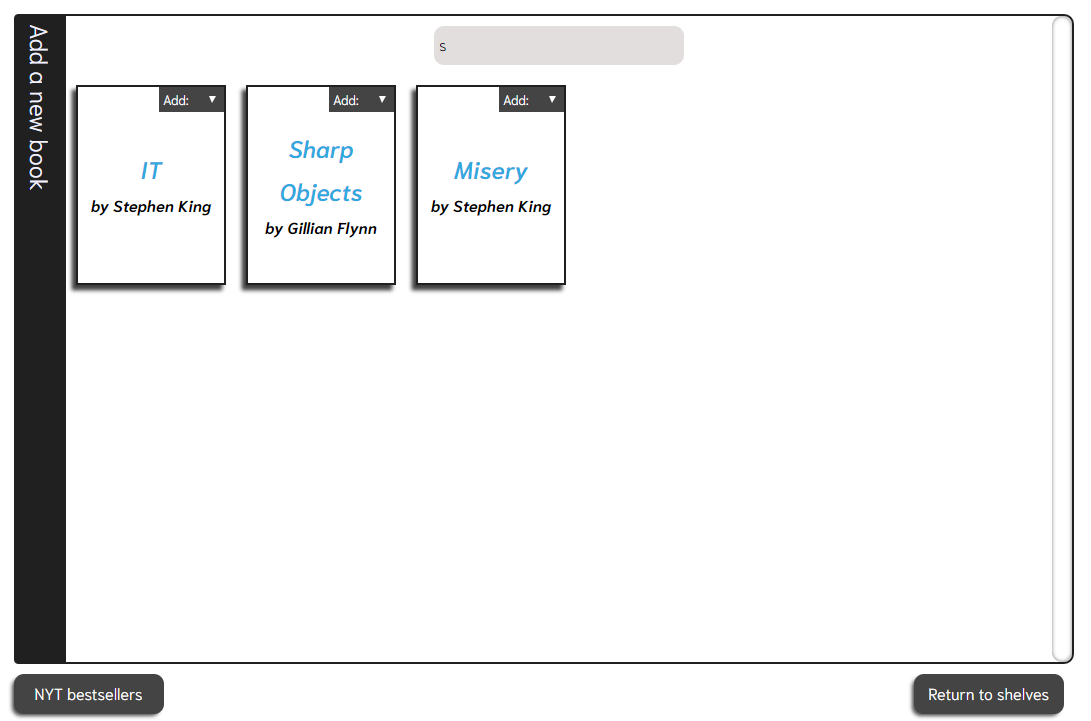 Add a new book
s
Add: ▼
IT
by Stephen King
Add: ▼
Sharp
Objects
by Gillian Flynn
Add: ▼
Misery
by Stephen King
NYT bestsellers
Return to shelves